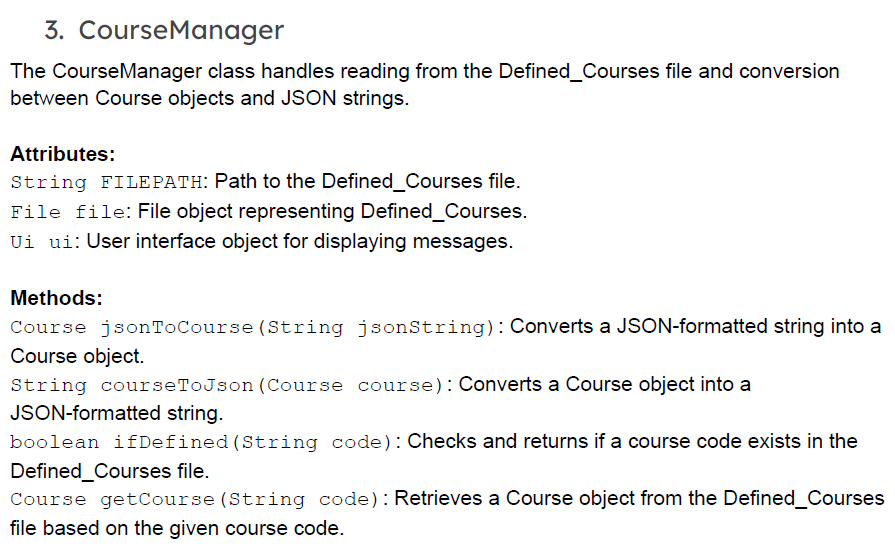 3. CourseManager
The CourseManager class handles reading from the Defined_Courses file and conversion
between Course objects and JSON strings.
Attributes:
String FILEPATH: Path to the Defined_Courses file.
File file: File object representing Defined_Courses.
Ui ui: User interface object for displaying messages.
Methods:
Course jsonToCourse(String jsonString): Converts a JSON-formatted string into a
Course object.
String courseToJson(Course course): Converts a Course object into a
JSON-formatted string.
boolean ifDefined(String code): Checks and returns if a course code exists in the
Defined_Courses file.
Course getCourse(String code): Retrieves a Course object from the Defined_Courses
file based on the given course code.